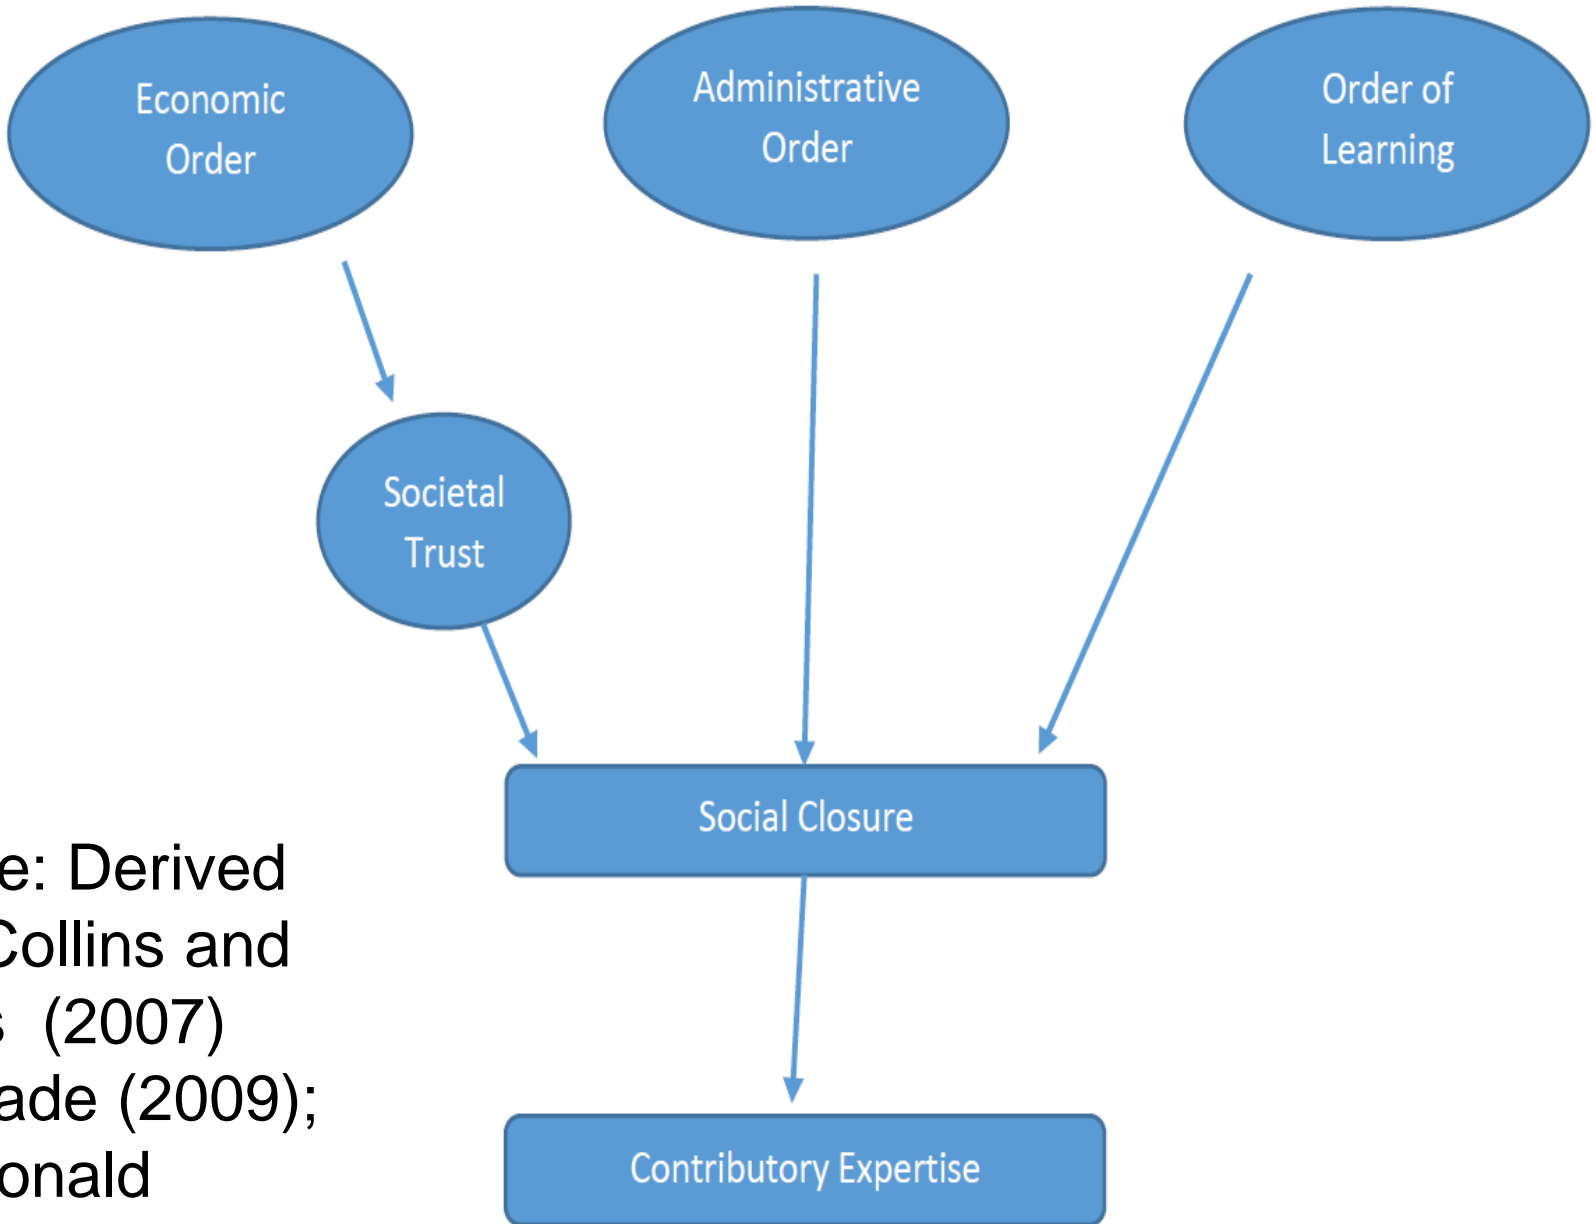 Economic
Order
Administrative
Order
Order of
Learning
Societal
Trust
Social Closure
e: Derived
Collins and
s (2007)
ade (2009);
onald
Contributory Expertise